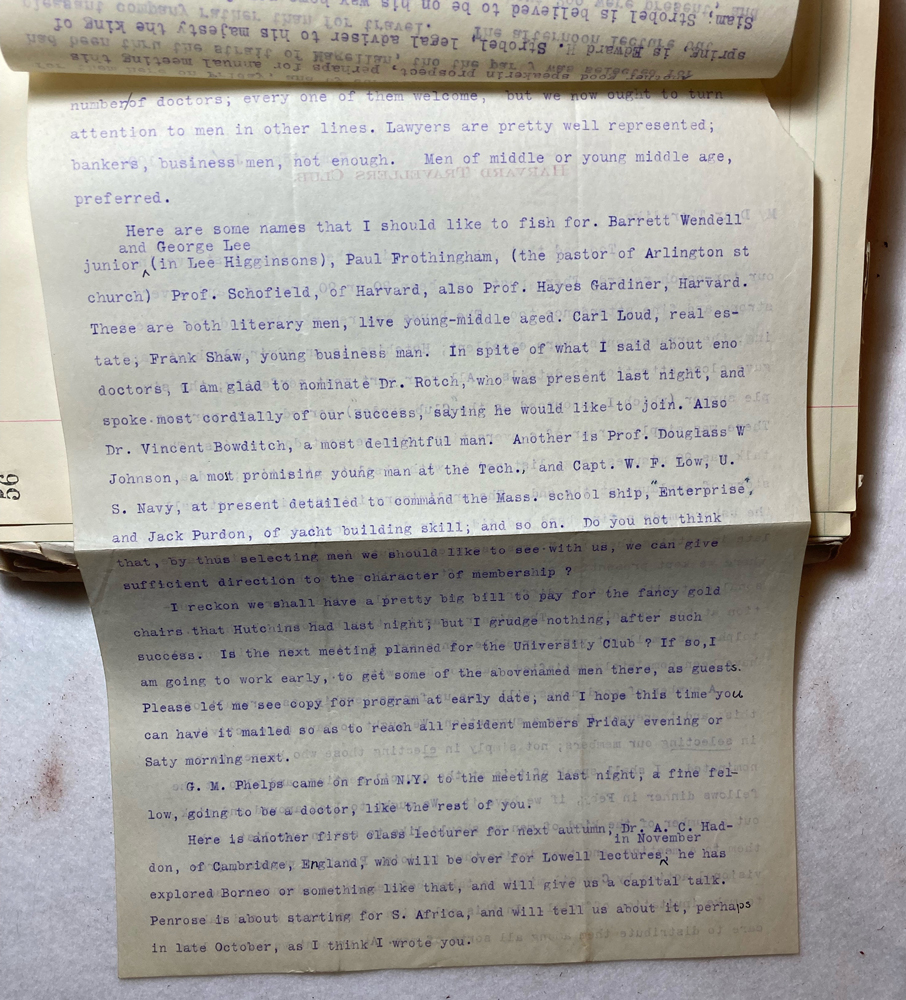 number/of doctors; every one of them welcome, but we now ought to turn
attention to men in other lines. Lawyers are pretty well represented;
bankers, business men, not enough. Men of middle or young middle age,
preferred.
Here are some names that I should like to fish for. Barrett Wendell
and George Lee
junior ^ (in Lee Higginsons), Paul Frothingham, (the pastor of Arlington st
church) Prof. Schofield, of Harvard, also Prof. Hayes Gardiner, Harvard.
These are both literary men, live young-middle aged. Carl Loud, real es-
tate, Frank Shaw, young business man. In spite of what I said about eno
doctors, I am glad to nominate Dr. Rotch, who was present last night, and
spoke most cordially of our success, saying he would like to join. Also
Dr. Vincent Bowditch, a most delightful man. Another is Prof. Douglass W
Johnson, a most promising young man at the Tech., and Capt. W. F. Low, U.
S. Navy, at present detailed to command the Mass. school ship, "Enterprise",
and Jack Purdon, of yacht building skill; and so on. Do you not think
that, by thus selecting men we should like to see with us, we can give
sufficient direction to the character of membership ?
I reckon we shall have a pretty big bill to pay for the fancy gold
chairs that Hutchins had last night; but I grudge nothing, after such
success. Is the next meeting planned for the University Club ? If so,I
am going to work early, to get some of the abovenamed men there, as guests.
Please let me see copy for program at early date, and I hope this time you
can have it mailed so as to reach all resident members Friday evening or
Saty morning next.
G. M. Phelps came on from N.Y. to the meeting last night, a fine fel-
low, going to be a doctor, like the rest of you.
Here is another first class lecturer for next autumn, Dr. A. C. Had-
in November
don, of Cambridge, England, who will be over for Lowell lectures ^, he has
explored Borneo or something like that, and will give us a capital talk.
Penrose is about starting for S. Africa, and will tell us about it, perhaps
in late October, as I think I wrote you.
HARVARD TRAVELLERS CLUB
56
spring is Edward H. Strobel, legal adviser to his majesty the king of
Siam; Strobel is believed to be on his way